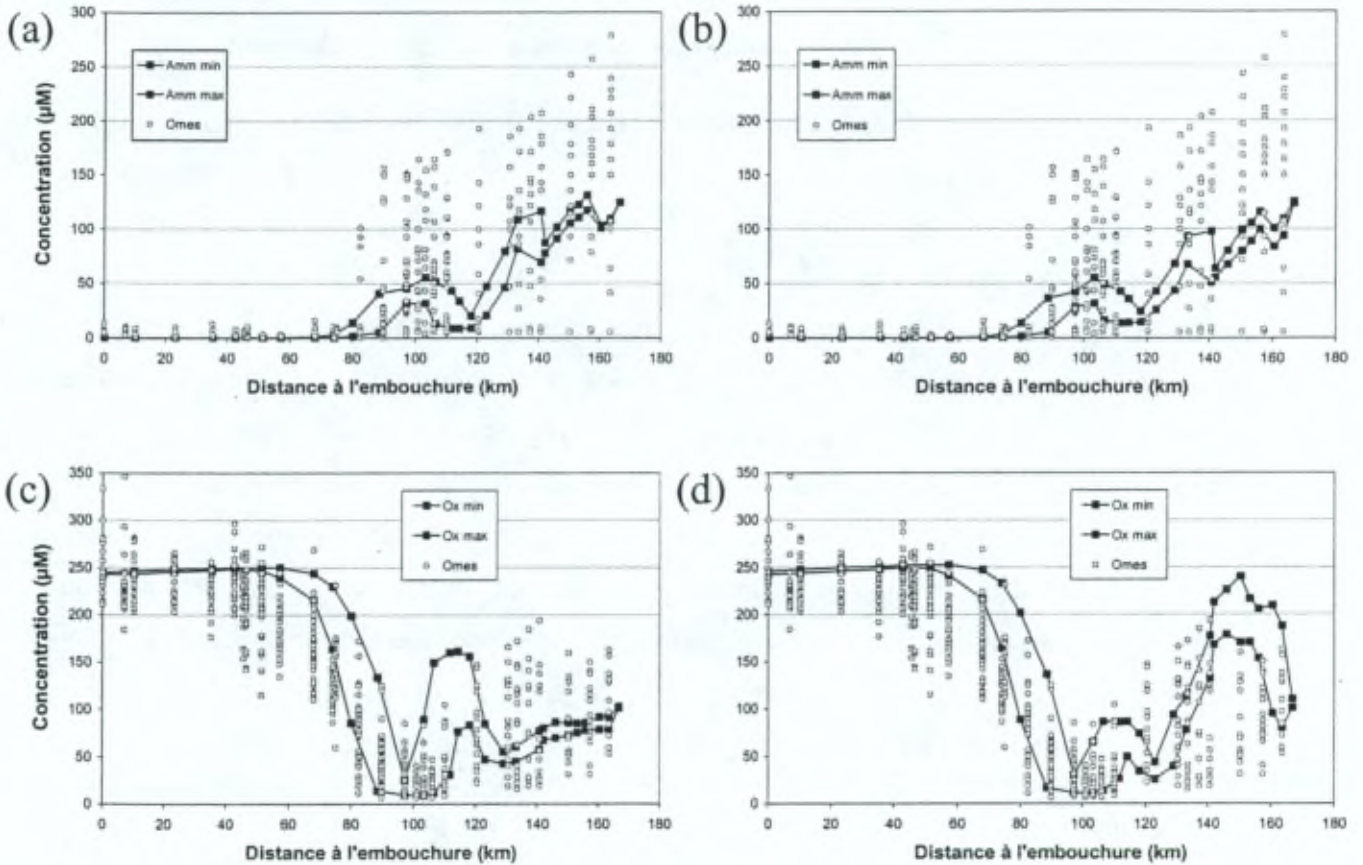 (a)
300
250
200
150
100
50
0
Concentration (µM)
Amm min
Amm max
Omes
0 20 40 60 80 100 120 140 160 180
Distance à l'embouchure (km)
(b)
300
250
200
150
100
50
0
Amm min
Amm max
Omes
0 20 40 60 80 100 120 140 160 180
Distance à l'embouchure (km)
(c)
350
300
250
200
150
100
50
0
Concentration (µM)
Ox min
Ox max
Omes
0 20 40 60 80 100 120 140 160 180
Distance à l'embouchure (km)
(d)
350
300
250
200
150
100
50
0
Ox min
Ox max
Omes
0 20 40 60 80 100 120 140 160 180
Distance à l'embouchure (km)